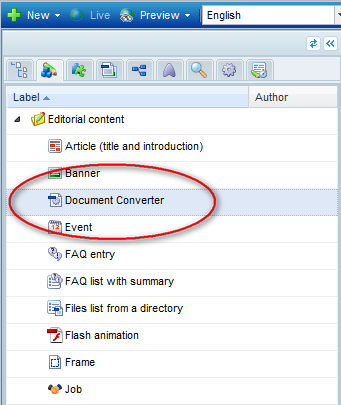 New Live Preview English
Label Author
Editorial content
Article (title and introduction)
Banner
Document Converter
Event
FAQ entry
FAQ list with summary
Files list from a directory
Flash animation
Frame
Job